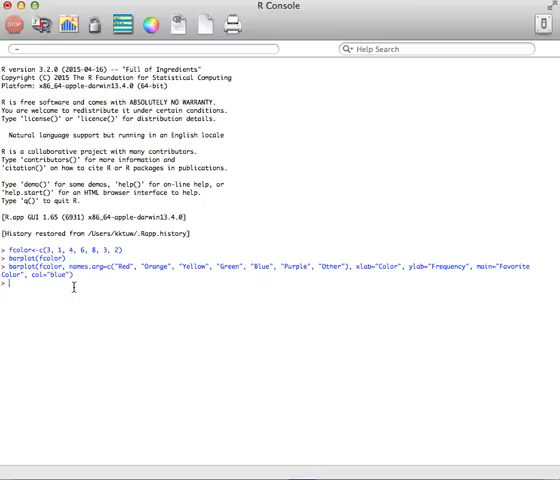 R Console
STOP
~
Help Search
R version 3.2.0 (2015-04-16) -- "Full of Ingredients"
Copyright (C) 2015 The R Foundation for Statistical Computing
Platform: x86_64-apple-darwin13.4.0 (64-bit)
R is free software and comes with ABSOLUTELY NO WARRANTY.
You are welcome to redistribute it under certain conditions.
Type 'license()' or 'licence()' for distribution details.
Natural language support but running in an English locale
R is a collaborative project with many contributors.
Type 'contributors()' for more information and
'citation()' on how to cite R or R packages in publications.
Type 'demo()' for some demos, 'help()' for on-line help, or
'help.start()' for an HTML browser interface to help.
Type 'q()' to quit R.
[R.app GUI 1.65 (6931) x86_64-apple-darwin13.4.0]
[History restored from /Users/kktuw/.Rapp.history]
> fcolor<-c(3, 1, 4, 6, 8, 3, 2)
> barplot(fcolor)
> barplot(fcolor, names.arg=c("Red", "Orange", "Yellow", "Green", "Blue", "Purple", "Other"), xlab="Color", ylab="Frequency", main="Favorite
Color", col="blue")
>